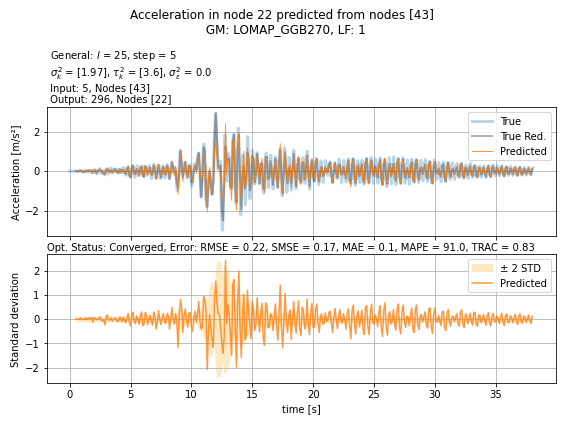 Acceleration in node 22 predicted from nodes [43]
GM: LOMAP_GGB270, LF: 1
General: l = 25, step = 5
σ²ₖ = [1.97], τ²ₖ = [3.6], σ²ₑ = 0.0
Input: 5, Nodes [43]
Output: 296, Nodes [22]
Acceleration [m/s²]
2
0
−2
True
True Red.
Predicted
Opt. Status: Converged, Error: RMSE = 0.22, SMSE = 0.17, MAE = 0.1, MAPE = 91.0, TRAC = 0.83
Standard deviation
2
1
0
−1
−2
± 2 STD
Predicted
0 5 10 15 20 25 30 35
time [s]